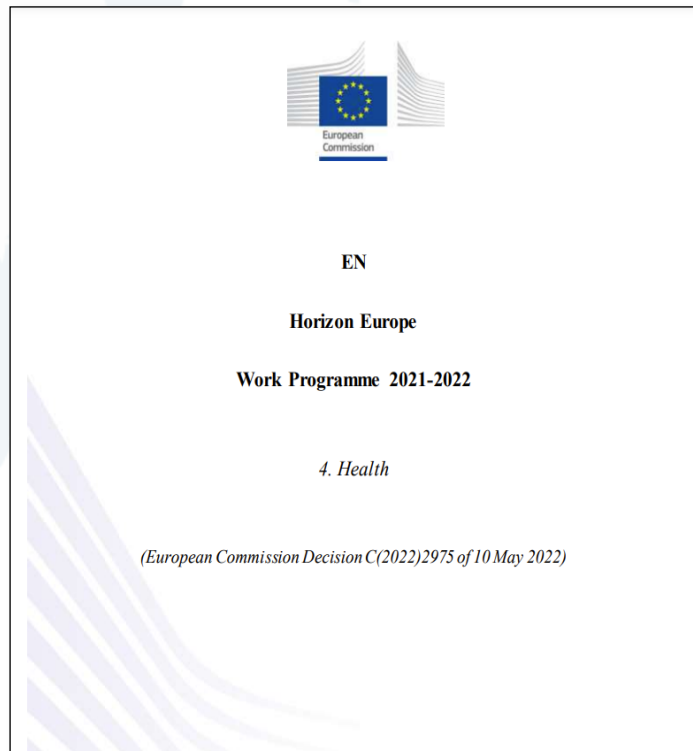 European
Commission
EN
Horizon Europe
Work Programme 2021-2022
4. Health
(European Commission Decision C(2022)2975 of 10 May 2022)